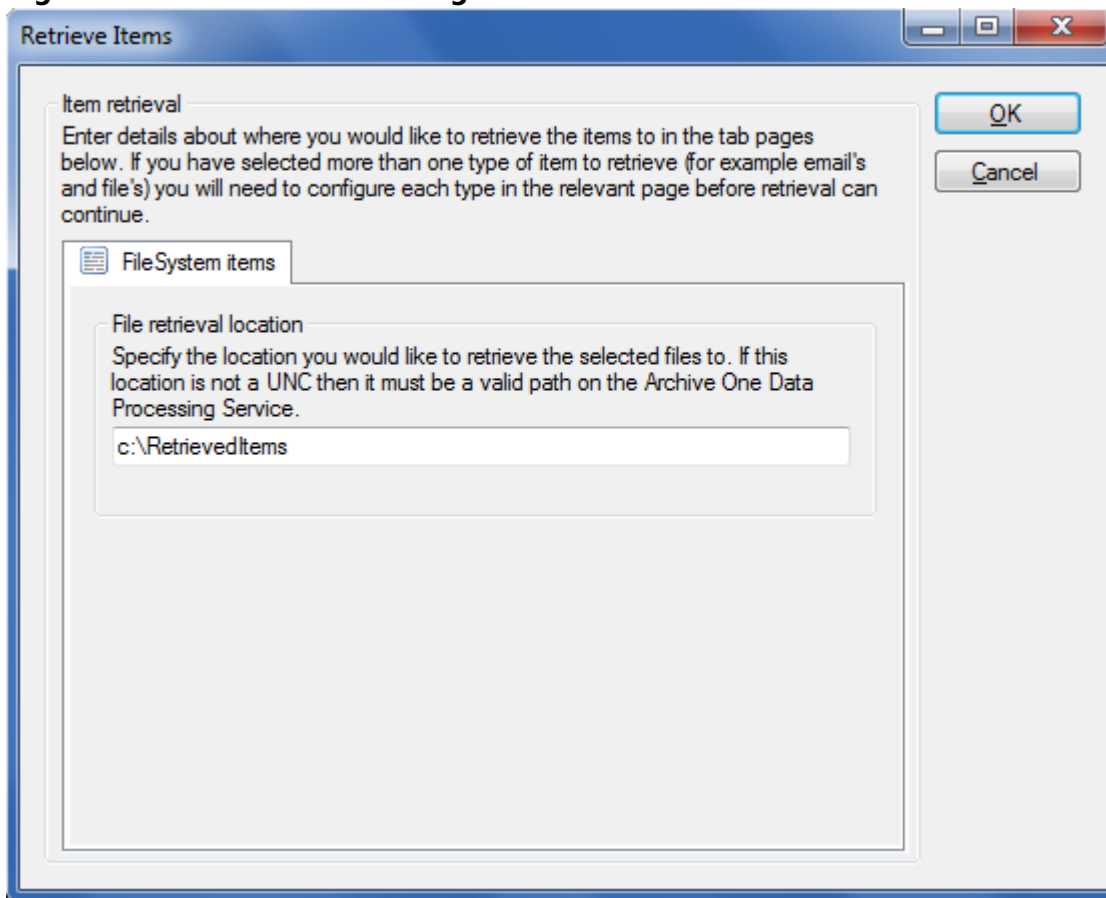 Retrieve Items
Item retrieval
OK
Enter details about where you would like to retrieve the items to in the tab pages
below. If you have selected more than one type of item to retrieve (for example email's
and file's) you will need to configure each type in the relevant page before retrieval can
continue.
Cancel
FileSystem items
File retrieval location
Specify the location you would like to retrieve the selected files to. If this
location is not a UNC then it must be a valid path on the Archive One Data
Processing Service.
c:\RetrievedItems